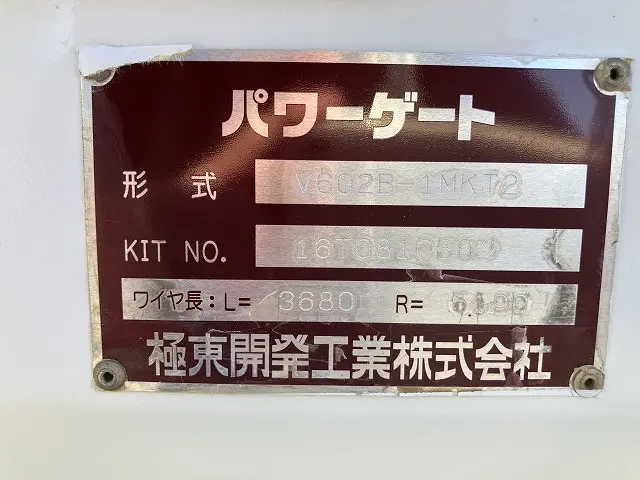 パワーゲート
形式 V602B-1MKT2
KIT NO.
ワイヤ長:L= 3680 R=
極東開発工業株式会社